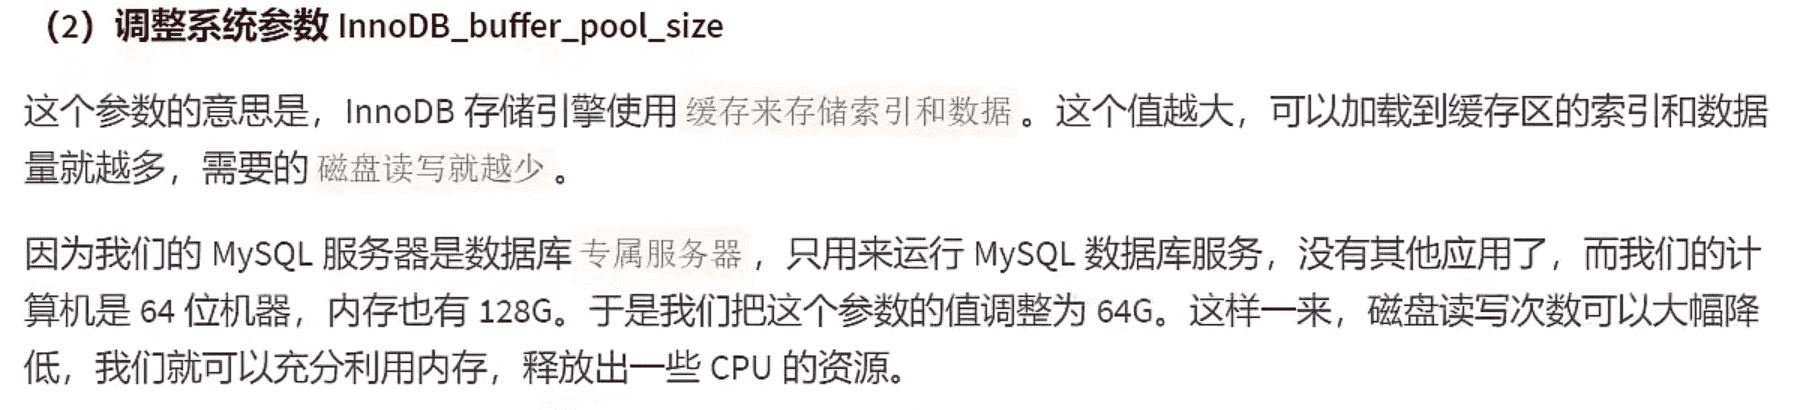 （2）调整系统参数 InnoDB_buffer_pool_size
这个参数的意思是，InnoDB 存储引擎使用 缓存来存储索引和数据 。这个值越大，可以加载到缓存区的索引和数据
量就越多，需要的 磁盘读写就越少 。
因为我们的 MySQL 服务器是数据库 专属服务器 ，只用来运行 MySQL 数据库服务，没有其他应用了，而我们的计
算机是 64 位机器，内存也有 128G。于是我们把这个参数的值调整为 64G。这样一来，磁盘读写次数可以大幅降
低，我们就可以充分利用内存，释放出一些 CPU 的资源。